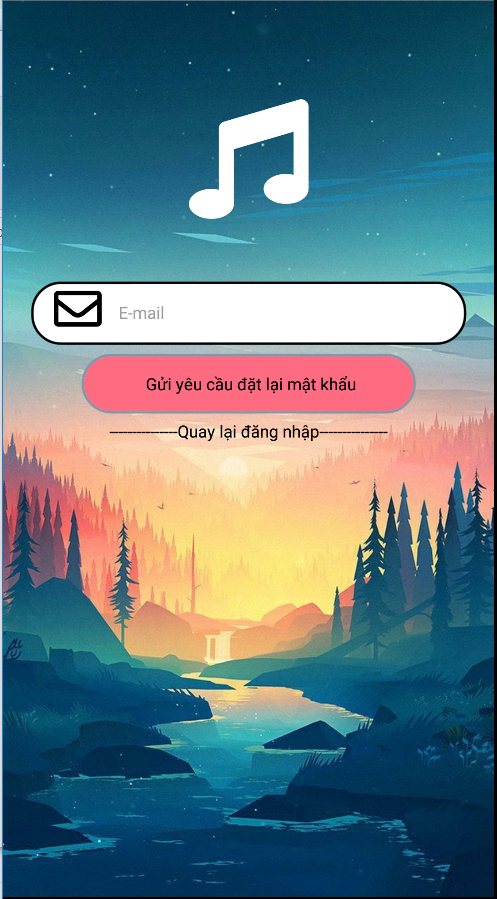 E-mail
Gửi yêu cầu đặt lại mật khẩu
---------------Quay lại đăng nhập---------------